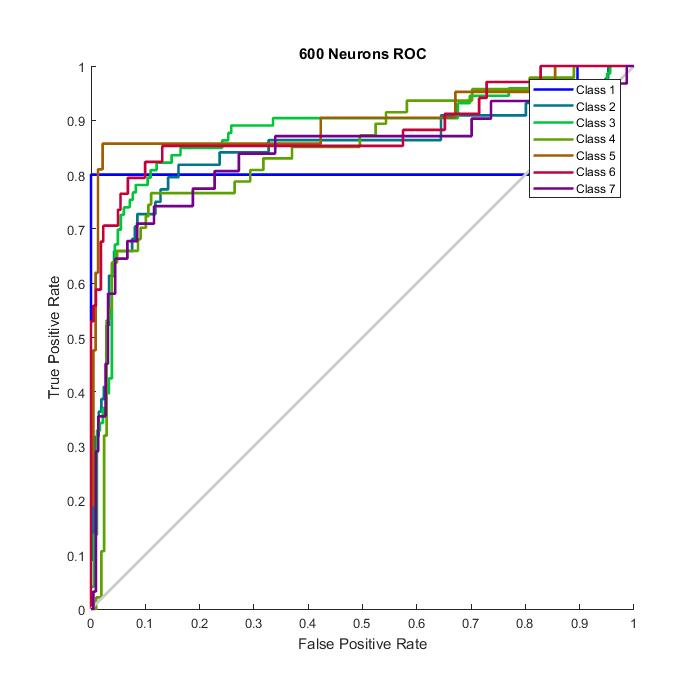 600 Neurons ROC
1
0.9
0.8
0.7
0.6
0.5
0.4
0.3
0.2
0.1
0
True Positive Rate
Class 1
Class 2
Class 3
Class 4
Class 5
Class 6
Class 7
0 0.1 0.2 0.3 0.4 0.5 0.6 0.7 0.8 0.9 1
False Positive Rate